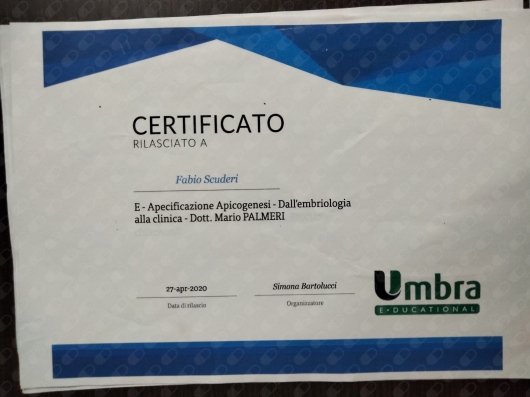 CERTIFICATO
RILASCIATO A
Fabio Scuderi
E - Apecificazione Apicogenesi - Dall'embriologia
alla clinica - Dott. Mario PALMERI
27-apr-2020
Simona Bartolucci
Data di rilascio
Organizzatore
Umbra
E•DUCATIONAL